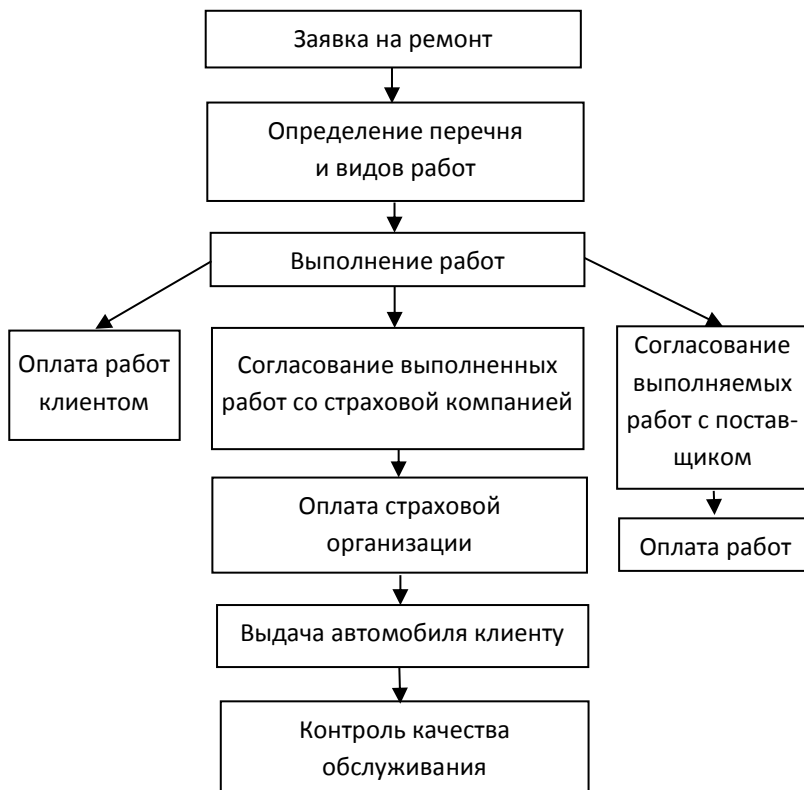 Заявка на ремонт
Определение перечня
и видов работ
Выполнение работ
Оплата работ
клиентом
Согласование выполненных
работ со страховой компанией
Согласование
выполняемых
работ с постав-
щиком
Оплата страховой
организации
Оплата работ
Выдача автомобиля клиенту
Контроль качества
обслуживания